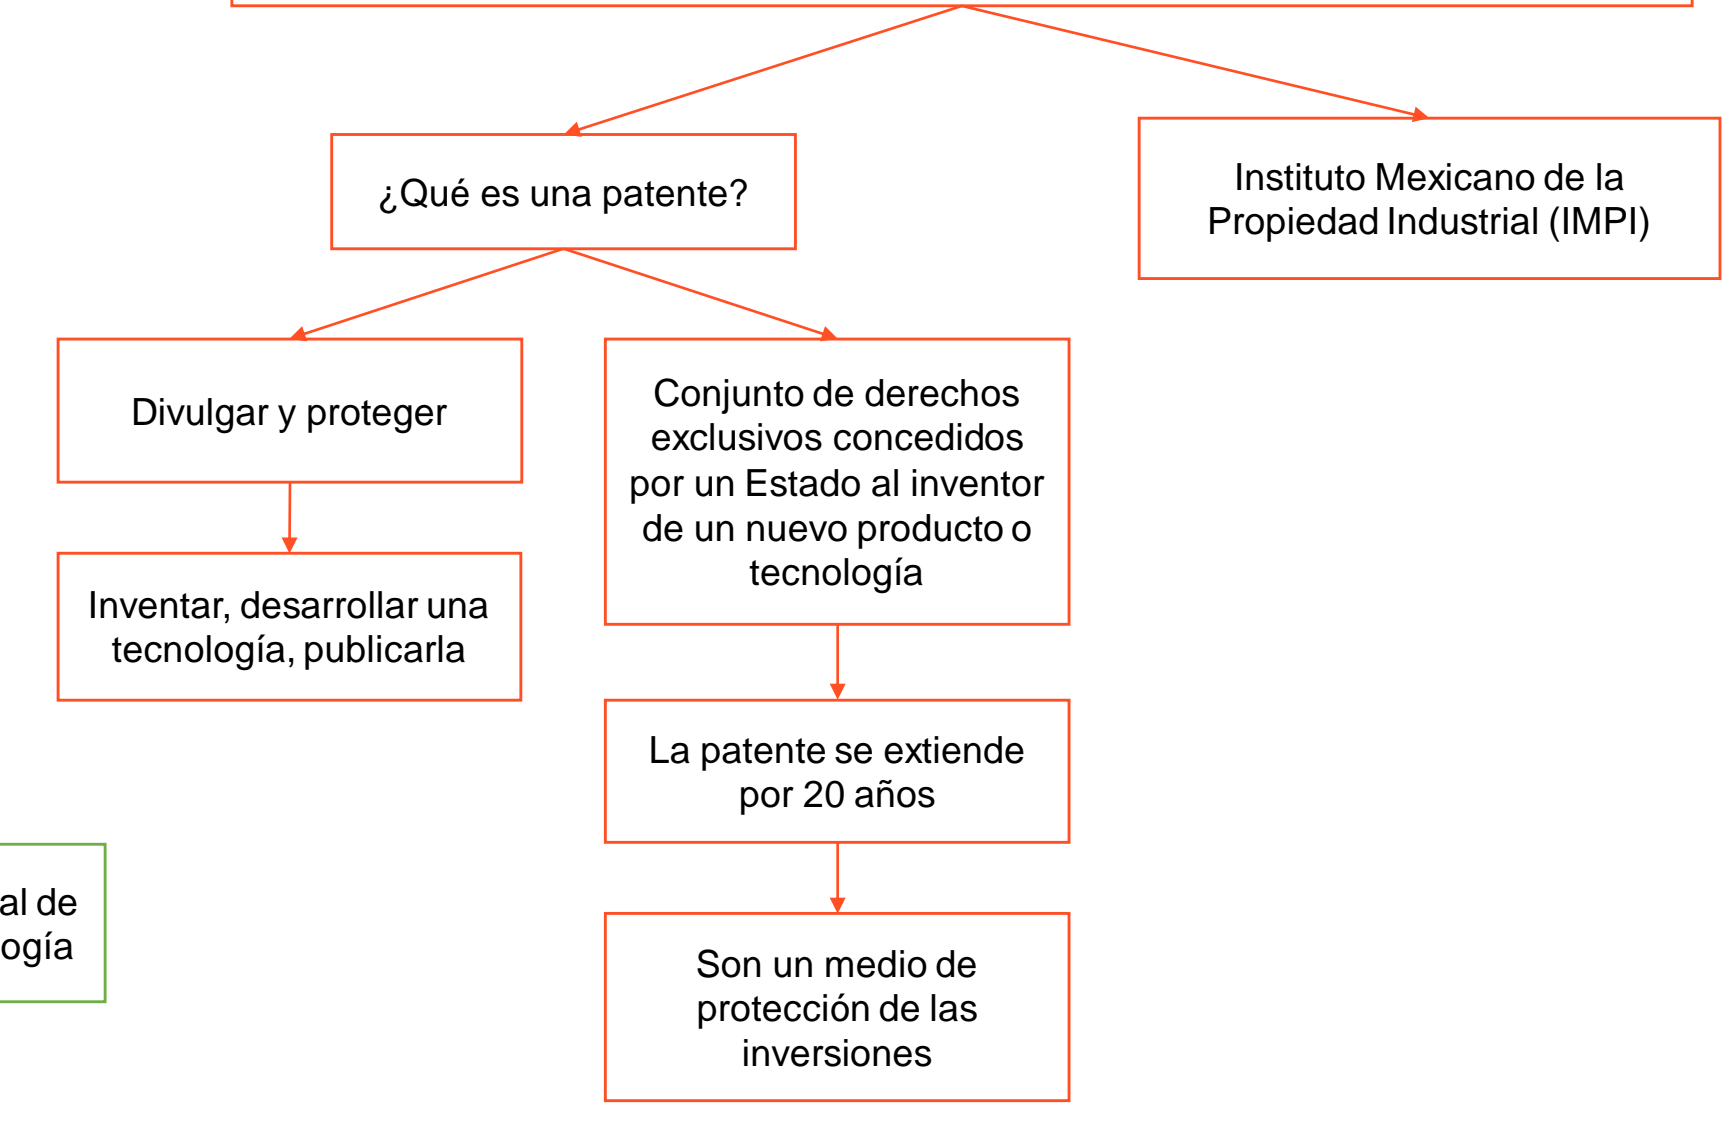 ¿Qué es una patente?
Instituto Mexicano de la
Propiedad Industrial (IMPI)
Divulgar y proteger
Conjunto de derechos
exclusivos concedidos
por un Estado al inventor
de un nuevo producto o
tecnología
Inventar, desarrollar una
tecnología, publicarla
La patente se extiende
por 20 años
al de
ogía
Son un medio de
protección de las
inversiones